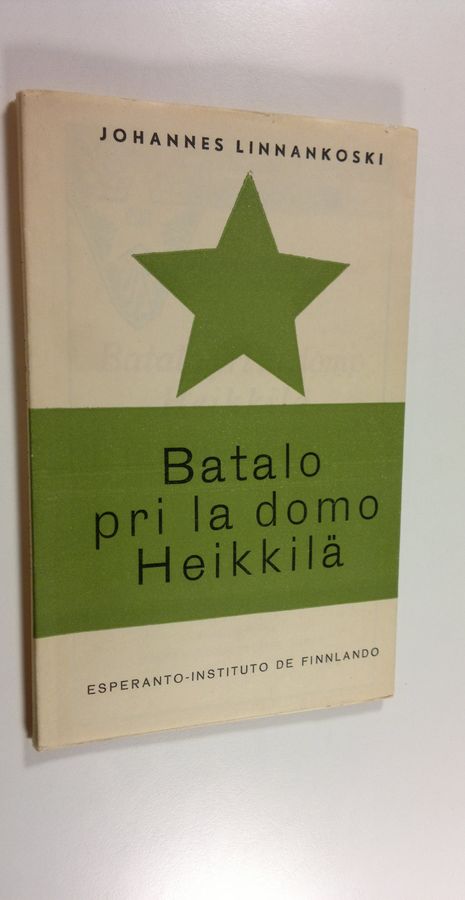 JOHANNES LINNANKOSKI
Batalo
pri la domo
Heikkilä
ESPERANTO-INSTITUTO DE FINNLANDO